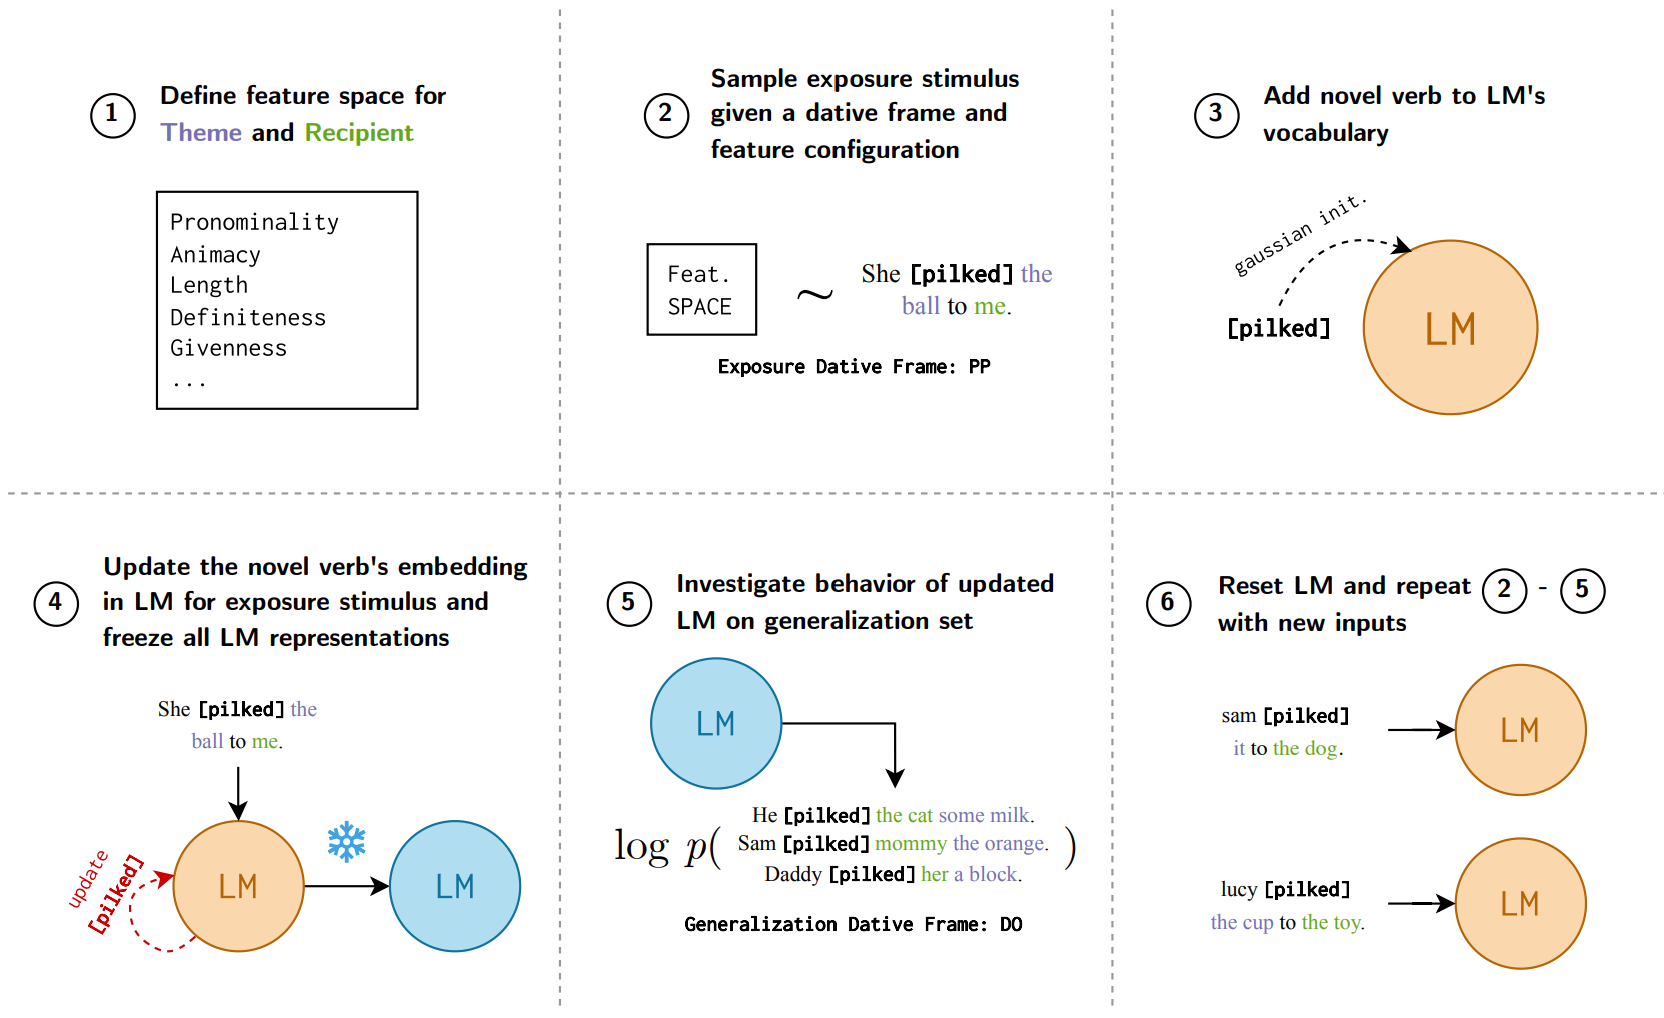 1
Define feature space for
Theme and Recipient
Pronominality
Animacy
Length
Definiteness
Givenness
...
2
Sample exposure stimulus
given a dative frame and
feature configuration
Feat.
SPACE
~
She [pilked] the
ball to me.
Exposure Dative Frame: PP
3
Add novel verb to LM's
vocabulary
gaussian init.
[pilked]
LM
4
Update the novel verb's embedding
in LM for exposure stimulus and
freeze all LM representations
She [pilked] the
ball to me.
update
[pilked]
LM
LM
5
Investigate behavior of updated
LM on generalization set
LM
He [pilked] the cat some milk.
log p( Sam [pilked] mommy the orange. )
Daddy [pilked] her a block.
Generalization Dative Frame: DO
6
Reset LM and repeat 2 - 5
with new inputs
sam [pilked]
it to the dog.
LM
lucy [pilked]
the cup to the toy.
LM